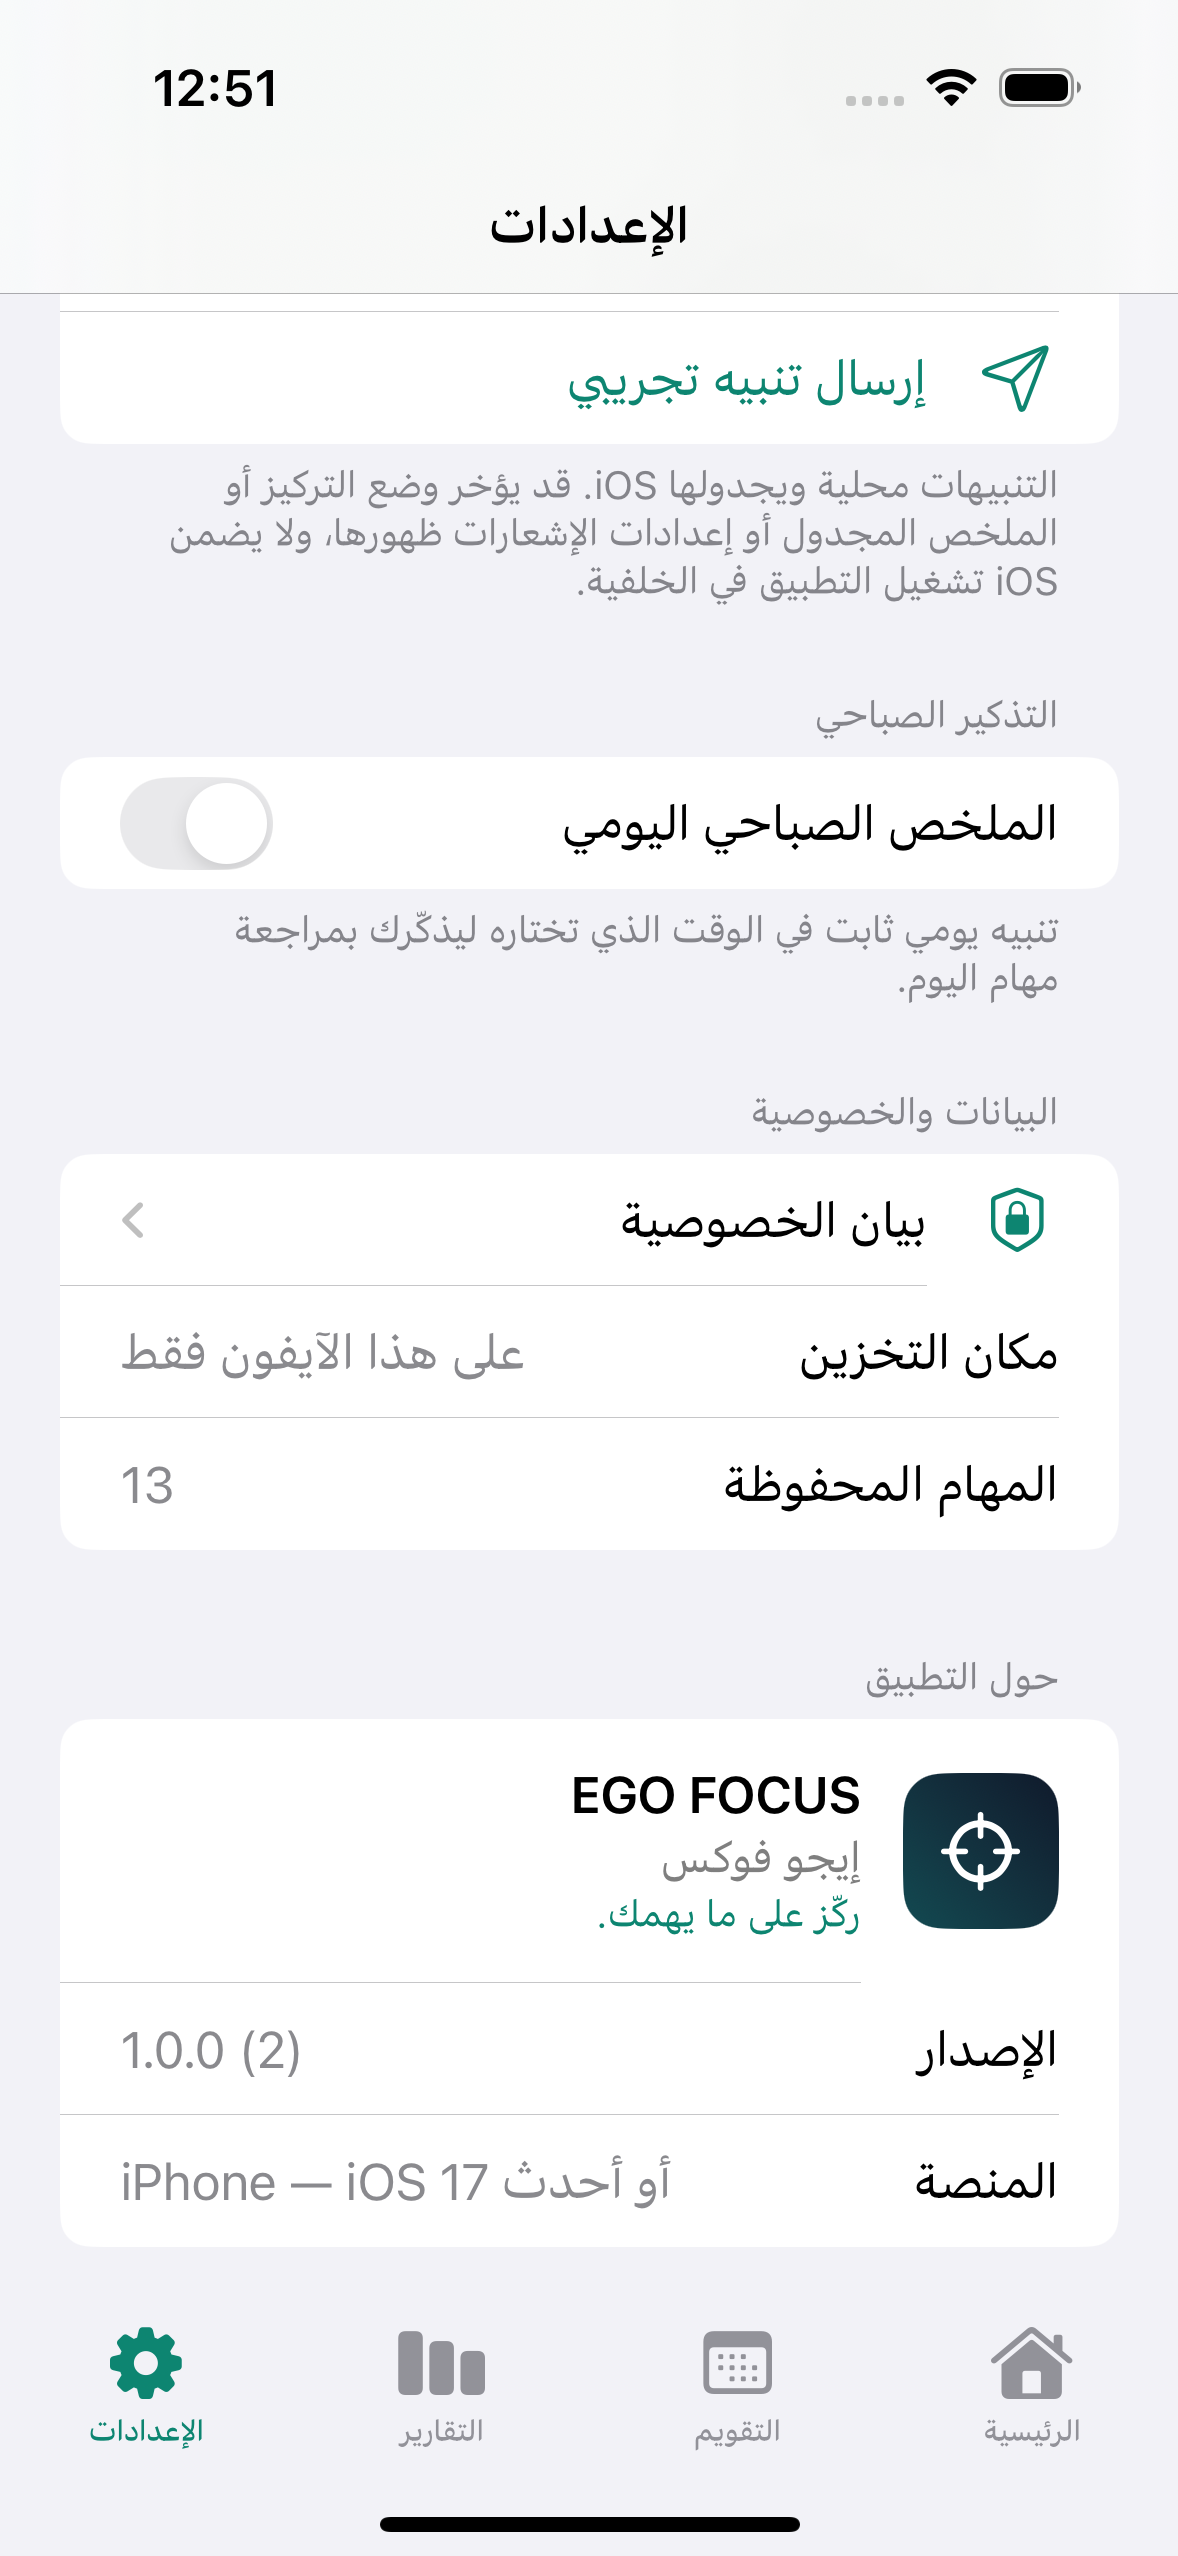 12:51
الإعدادات
إرسال تنبيه تجريبي
التنبيهات محلية ويجدولها iOS. قد يؤخر وضع التركيز أو
الملخص المجدول أو إعدادات الإشعارات ظهورها، ولا يضمن
iOS تشغيل التطبيق في الخلفية.
التذكير الصباحي
الملخص الصباحي اليومي
تنبيه يومي ثابت في الوقت الذي تختاره ليذكّرك بمراجعة
مهام اليوم.
البيانات والخصوصية
بيان الخصوصية
مكان التخزين على هذا الآيفون فقط
المهام المحفوظة 13
حول التطبيق
EGO FOCUS
إيجو فوكس
ركّز على ما يهمك.
الإصدار 1.0.0 (2)
المنصة iPhone — iOS 17 أو أحدث
الرئيسية التقويم التقارير الإعدادات